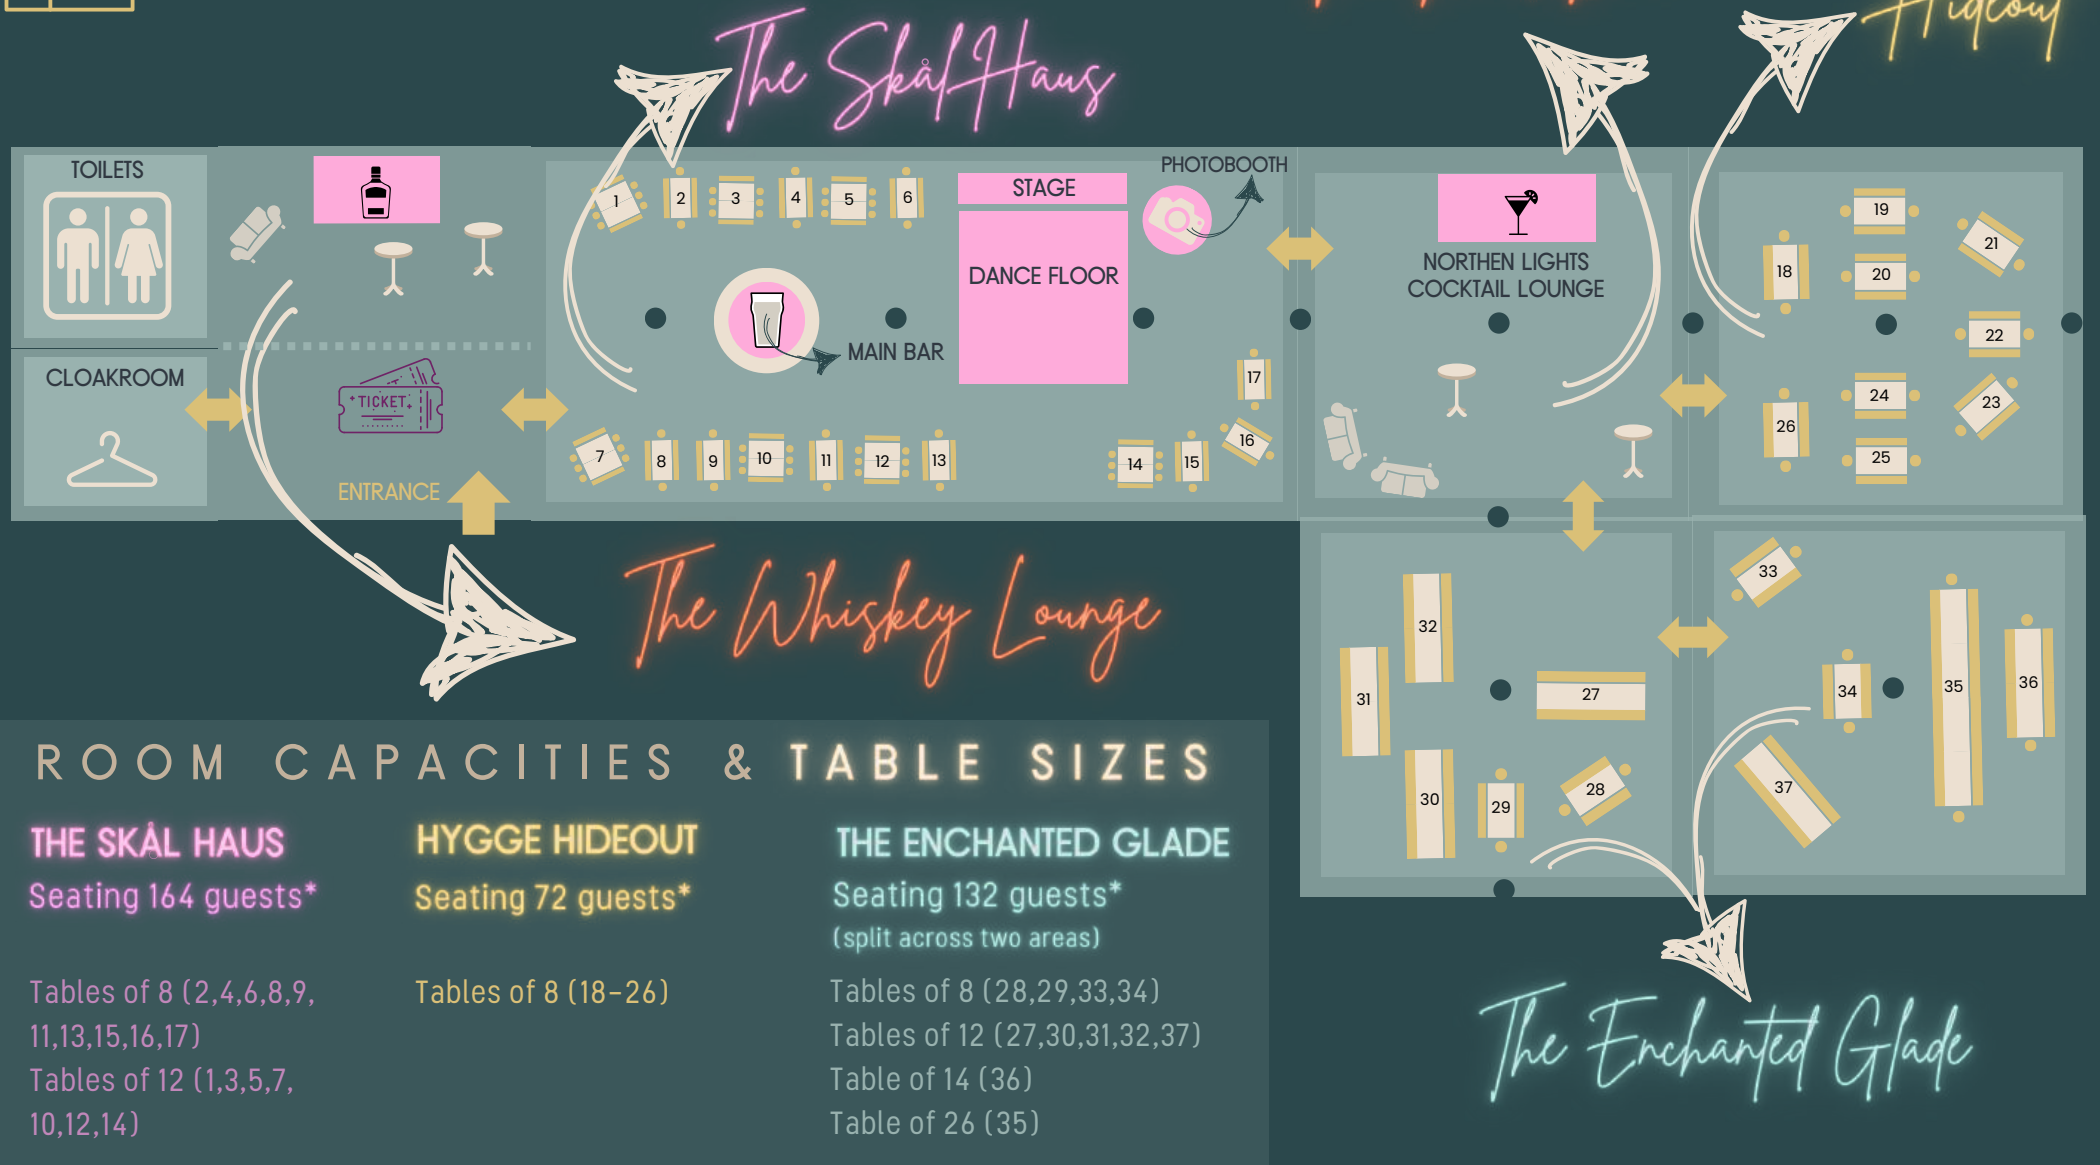 Hideout
The Skål Haus
TOILETS
PHOTOBOOTH
STAGE
DANCE FLOOR
MAIN BAR
NORTHEN LIGHTS
COCKTAIL LOUNGE
CLOAKROOM
TICKET
ENTRANCE
1
2
3
4
5
6
7
8
9
10
11
12
13
14
15
16
17
18
19
20
21
22
23
24
25
26
The Whiskey Lounge
27
28
29
30
31
32
33
34
35
36
37
ROOM CAPACITIES & TABLE SIZES
THE SKÅL HAUS
Seating 164 guests*
Tables of 8 (2,4,6,8,9,
11,13,15,16,17)
Tables of 12 (1,3,5,7,
10,12,14)
HYGGE HIDEOUT
Seating 72 guests*
Tables of 8 (18-26)
THE ENCHANTED GLADE
Seating 132 guests*
(split across two areas)
Tables of 8 (28,29,33,34)
Tables of 12 (27,30,31,32,37)
Table of 14 (36)
Table of 26 (35)
The Enchanted Glade